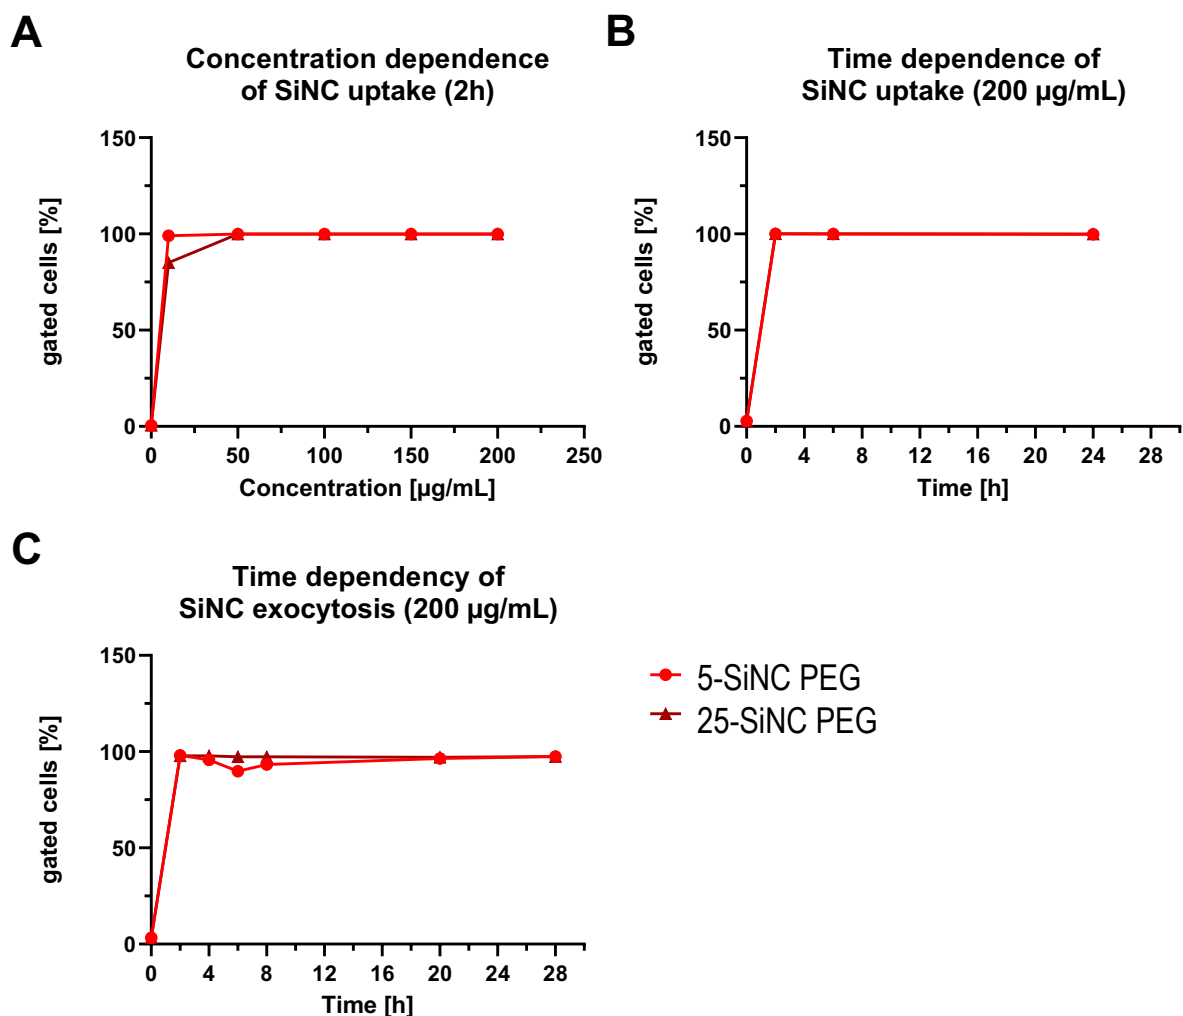 A
Concentration dependence
of SiNC uptake (2h)
150
100
50
0
gated cells [%]
0 50 100 150 200 250
Concentration [µg/mL]
B
Time dependence of
SiNC uptake (200 µg/mL)
150
100
50
0
gated cells [%]
0 4 8 12 16 20 24 28
Time [h]
C
Time dependency of
SiNC exocytosis (200 µg/mL)
150
100
50
0
gated cells [%]
0 4 8 12 16 20 24 28
Time [h]
5-SiNC PEG
25-SiNC PEG